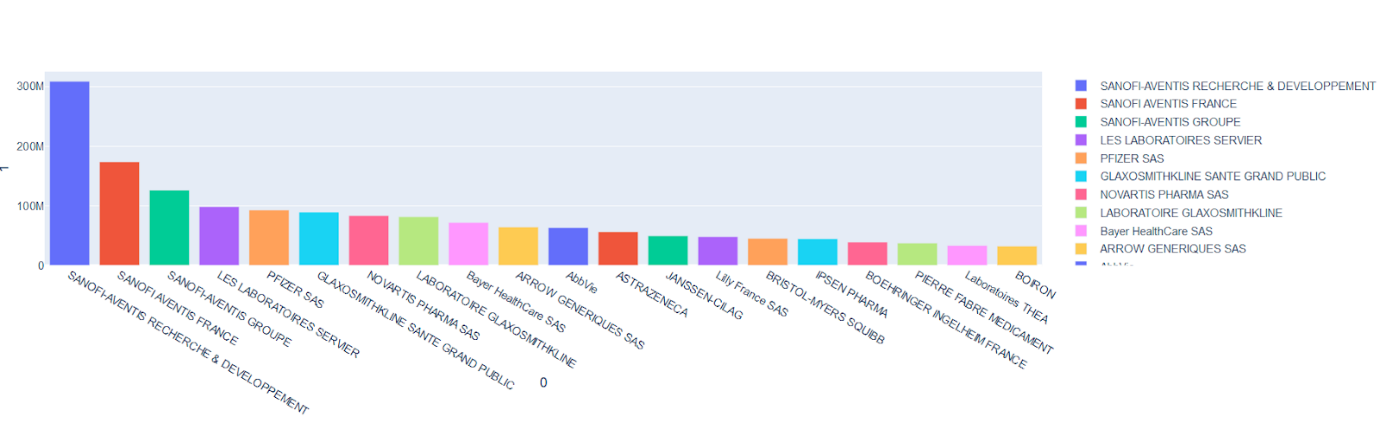 300M
200M
100M
0
1
SANOFI-AVENTIS RECHERCHE & DEVELOPPEMENT
SANOFI AVENTIS FRANCE
SANOFI-AVENTIS GROUPE
LES LABORATOIRES SERVIER
PFIZER SAS
GLAXOSMITHKLINE SANTE GRAND PUBLIC
NOVARTIS PHARMA SAS
LABORATOIRE GLAXOSMITHKLINE
Bayer HealthCare SAS
ARROW GENERIQUES SAS
AbbVie
ASTRAZENECA
JANSSEN-CILAG
Lilly France SAS
BRISTOL-MYERS SQUIBB
IPSEN PHARMA
BOEHRINGER INGELHEIM FRANCE
PIERRE FABRE MEDICAMENT
Laboratoires THEA
BOIRON
0
SANOFI-AVENTIS RECHERCHE & DEVELOPPEMENT
SANOFI AVENTIS FRANCE
SANOFI-AVENTIS GROUPE
LES LABORATOIRES SERVIER
PFIZER SAS
GLAXOSMITHKLINE SANTE GRAND PUBLIC
NOVARTIS PHARMA SAS
LABORATOIRE GLAXOSMITHKLINE
Bayer HealthCare SAS
ARROW GENERIQUES SAS